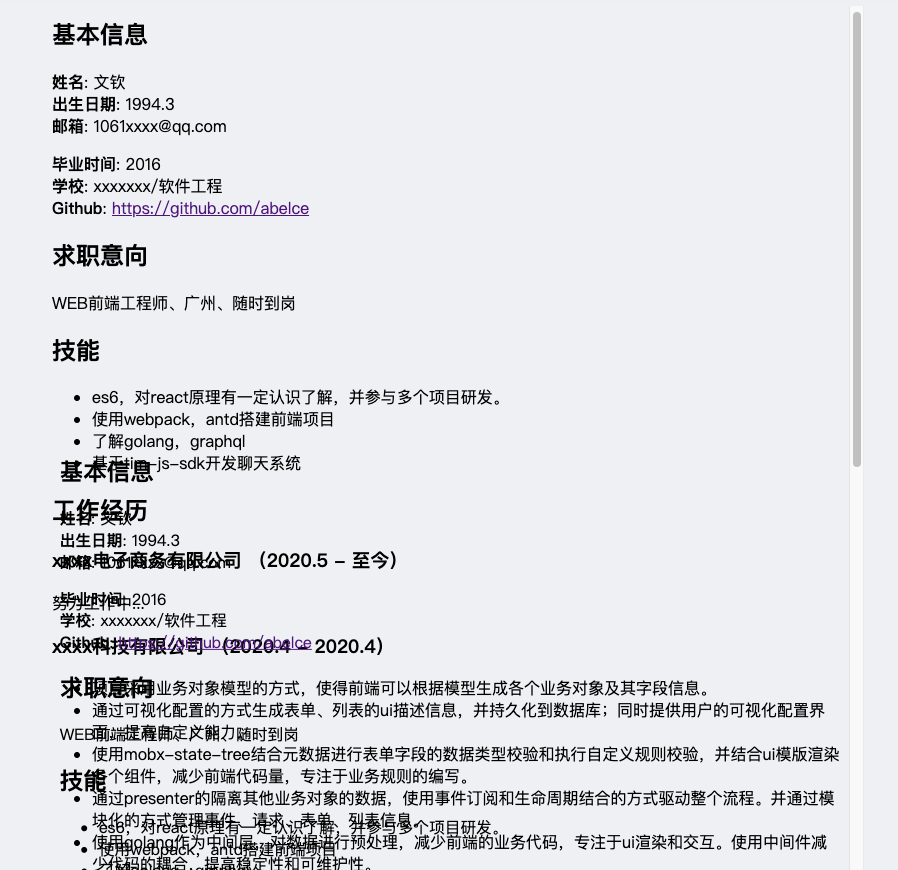 基本信息
姓名: 文钦
出生日期: 1994.3
邮箱: 1061xxxx@qq.com
毕业时间: 2016
学校: xxxxxxx/软件工程
Github: https://github.com/abelce
求职意向
WEB前端工程师、广州、随时到岗
技能
es6，对react原理有一定认识了解，并参与多个项目研发。
使用webpack，antd搭建前端项目
了解golang，graphql
基于tim-js-sdk开发聊天系统
基本信息
工作经历
姓名: 文钦
出生日期: 1994.3
xxxx电子商务有限公司 （2020.5 – 至今）
毕业时间: 2016
努力工作中...
学校: xxxxxxx/软件工程
Github: https://github.com/abelce
xxxx科技有限公司 （2020.4 – 2020.4）
求职意向
业务对象模型的方式，使得前端可以根据模型生成各个业务对象及其字段信息。
通过可视化配置的方式生成表单、列表的ui描述信息，并持久化到数据库；同时提供用户的可视化配置界
面，提高自定义能力。
WEB前端工程师、广州、随时到岗
使用mobx-state-tree结合元数据进行表单字段的数据类型校验和执行自定义规则校验，并结合ui模版渲染
个组件，减少前端代码量，专注于业务规则的编写。
技能
通过presenter的隔离其他业务对象的数据，使用事件订阅和生命周期结合的方式驱动整个流程。并通过模
块化的方式管理事件、请求、表单、列表信息。
es6，对react原理有一定认识了解，并参与多个项目研发。
使用golang作为中间层，对数据进行预处理，减少前端的业务代码，专注于ui渲染和交互。使用中间件减
使用webpack，antd搭建前端项目
少代码的耦合，提高稳定性和可维护性。